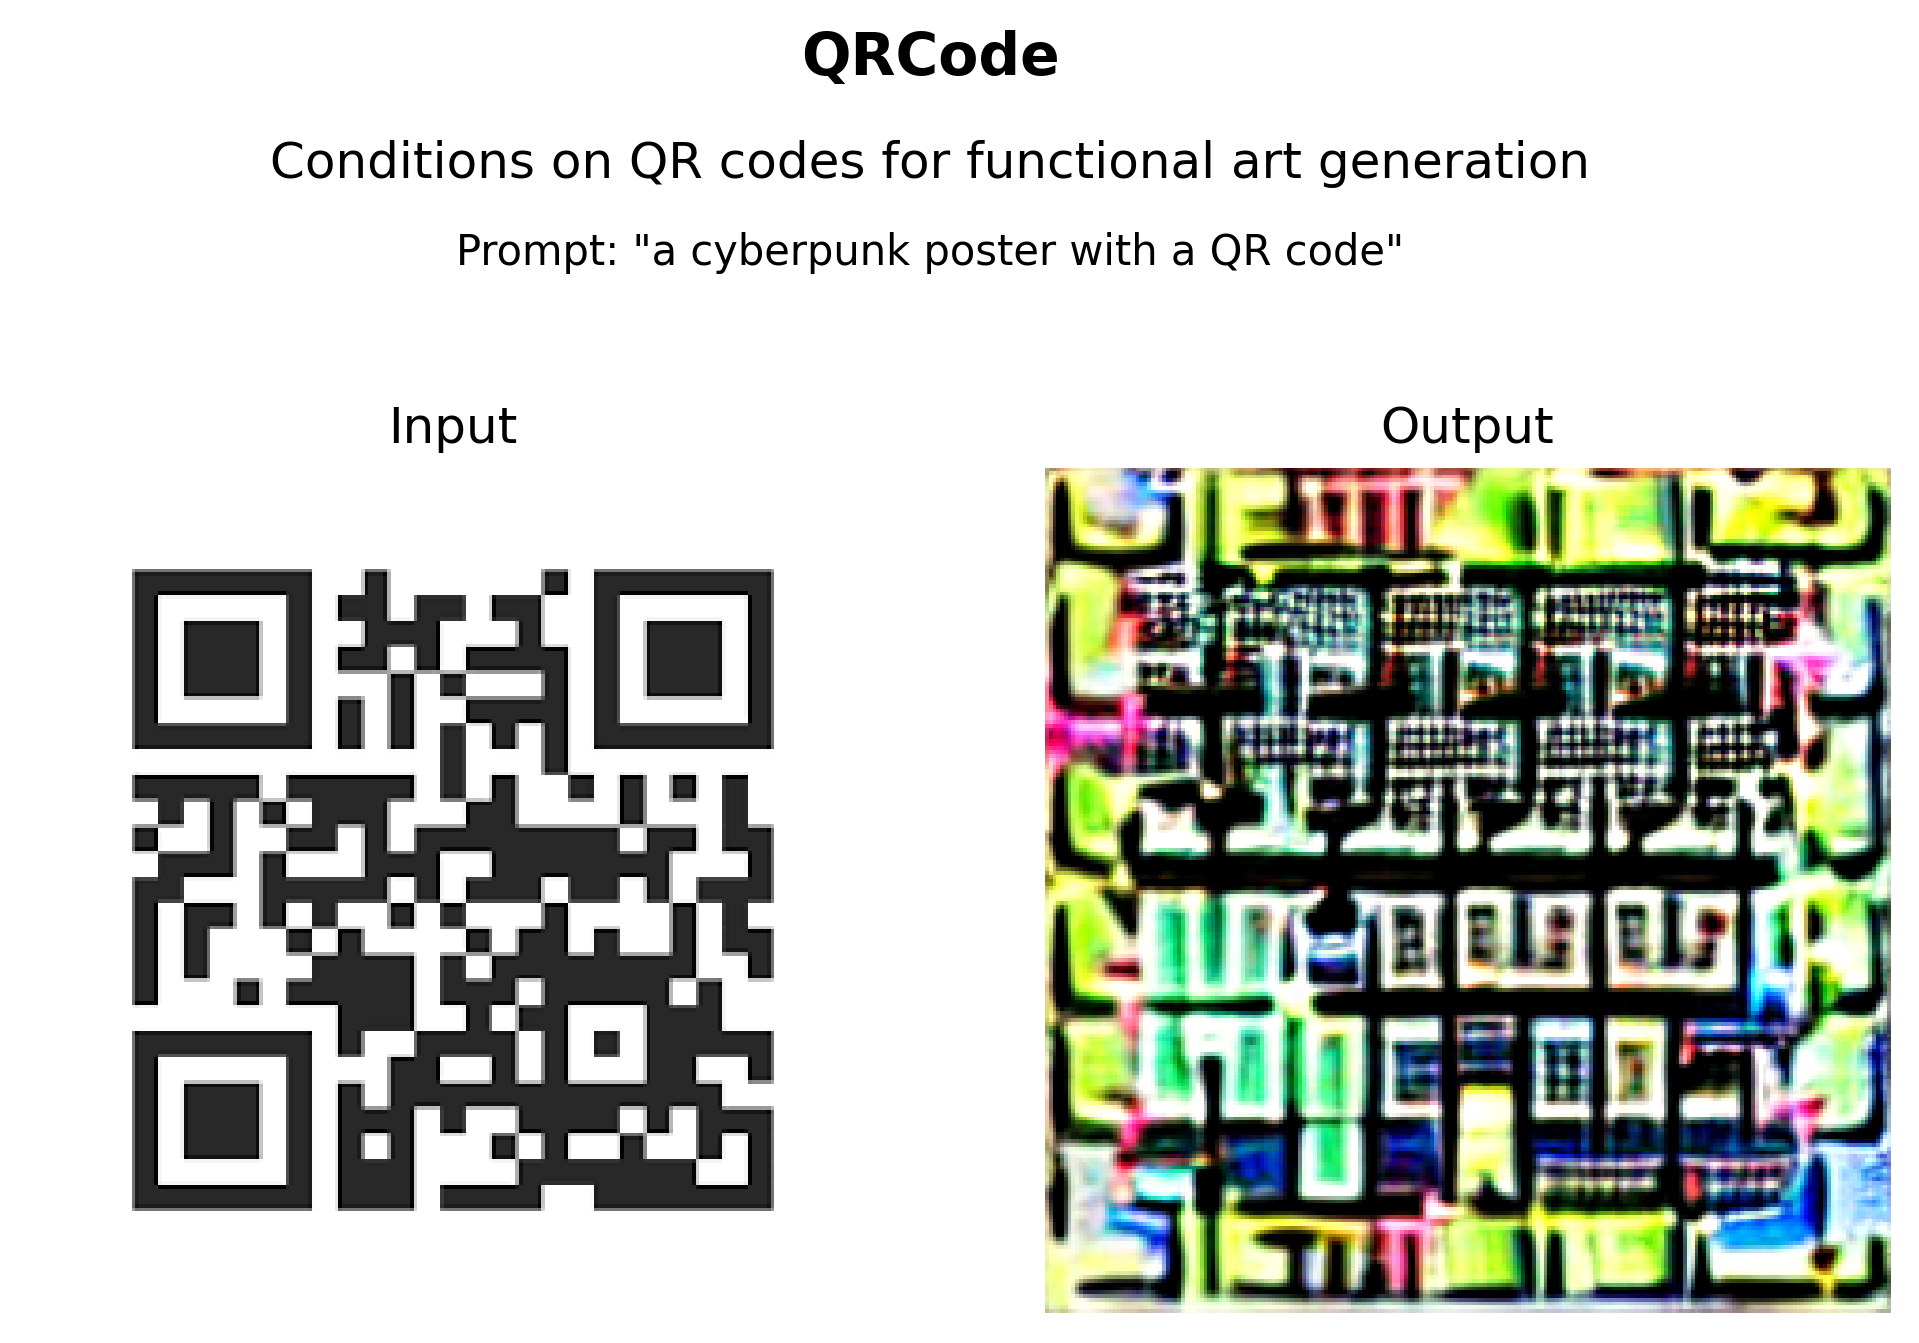 QRCode
Conditions on QR codes for functional art generation
Prompt: "a cyberpunk poster with a QR code"
Input
Output